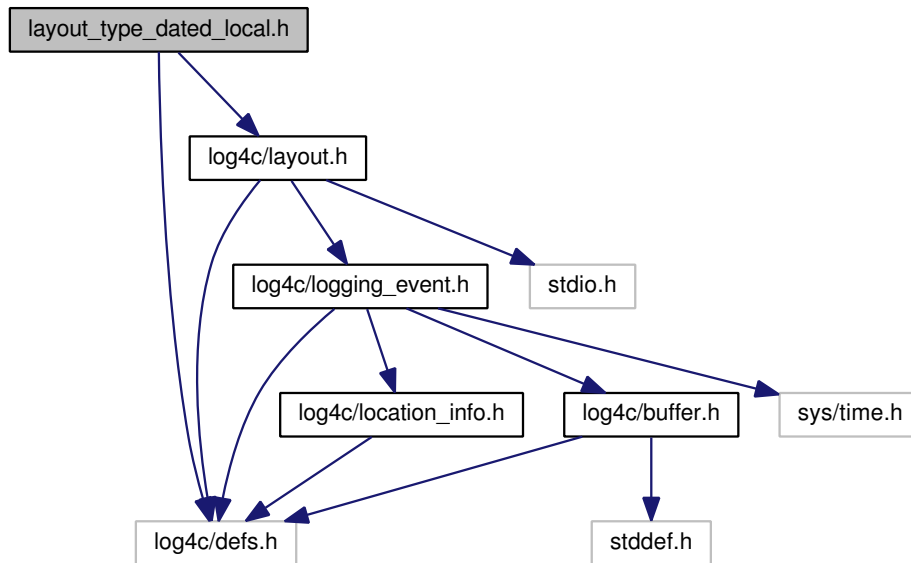 layout_type_dated_local.h
log4c/layout.h
log4c/logging_event.h
stdio.h
log4c/location_info.h
log4c/buffer.h
sys/time.h
log4c/defs.h
stddef.h